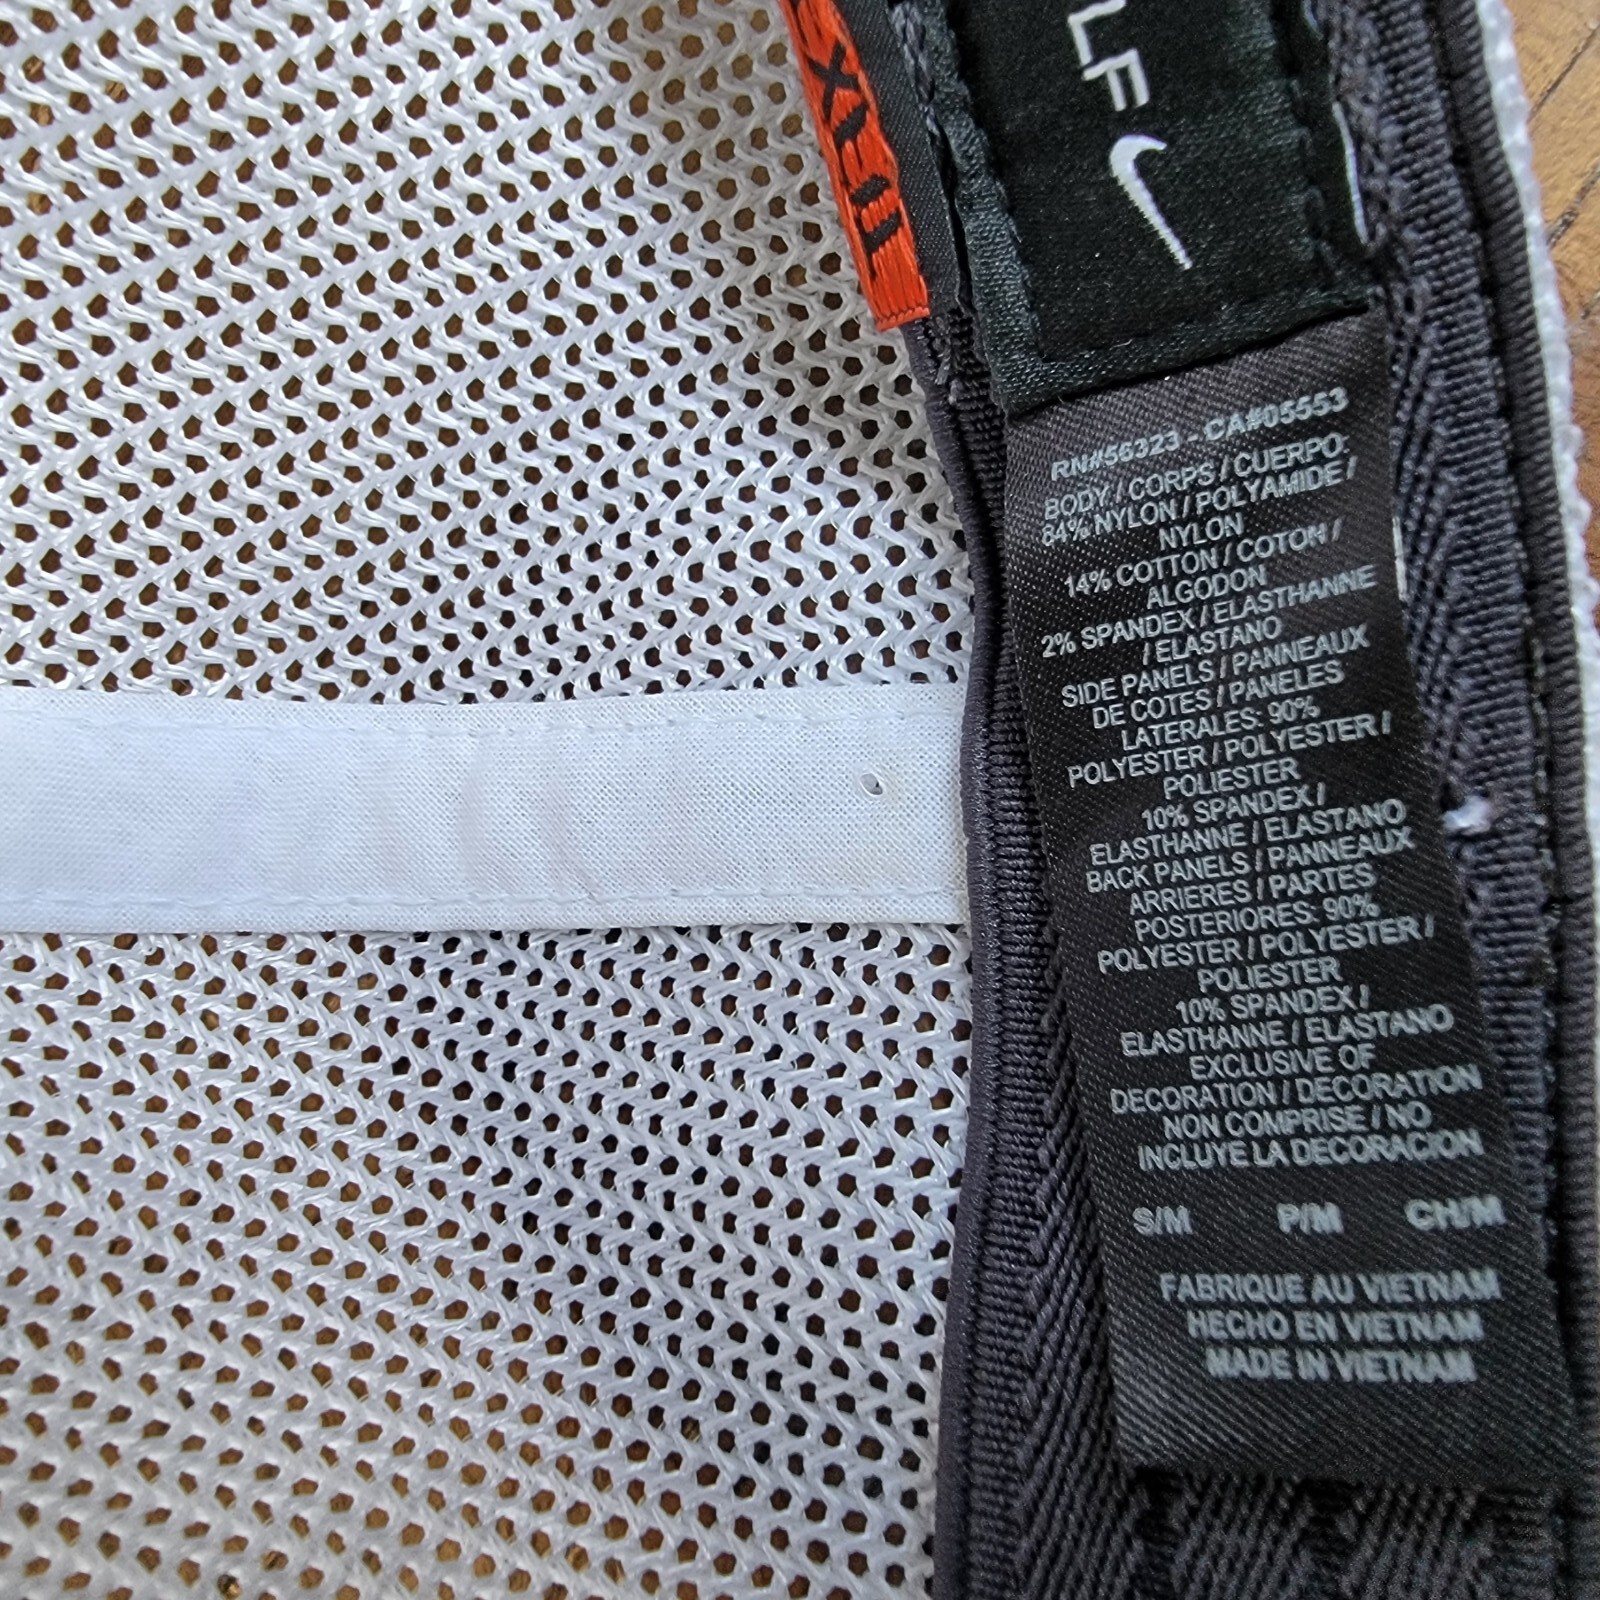 LF
RN#56323 - CA#05553
BODY / CORPS / CUERPO:
84% NYLON / POLYAMIDE /
NYLON
14% COTTON / COTON /
ALGODON
2% SPANDEX / ELASTHANNE
/ ELASTANO
SIDE PANELS / PANNEAUX
DE COTES / PANELES
LATERALES: 90%
POLYESTER / POLYESTER /
POLIESTER
10% SPANDEX /
ELASTHANNE / ELASTANO
BACK PANELS / PANNEAUX
ARRIERES / PARTES
POSTERIORES: 90%
POLYESTER / POLYESTER /
POLIESTER
10% SPANDEX /
ELASTHANNE / ELASTANO
EXCLUSIVE OF
DECORATION / DECORATION
NON COMPRISE / NO
INCLUYE LA DECORACION
S/M P/M CH/M
FABRIQUE AU VIETNAM
HECHO EN VIETNAM
MADE IN VIETNAM